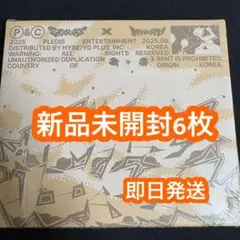 P&C
2025 PLEDIS ENTERTAINMENT 2025.09
DISTRIBUTED BY HYBE/YG PLUS, INC. KOREA.
WARNING: ALL RIGHTS RESERVED.
UNAUTHORIZED DUPLICATION & RENT IS PROHIBITED.
COUNTRY OF ORIGIN: KOREA.
新品未開封6枚
即日発送